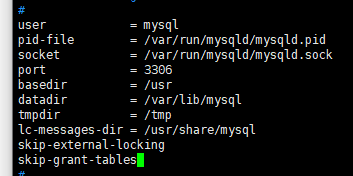 #
user = mysql
pid-file = /var/run/mysqld/mysqld.pid
socket = /var/run/mysqld/mysqld.sock
port = 3306
basedir = /usr
datadir = /var/lib/mysql
tmpdir = /tmp
lc-messages-dir = /usr/share/mysql
skip-external-locking
skip-grant-tables
#